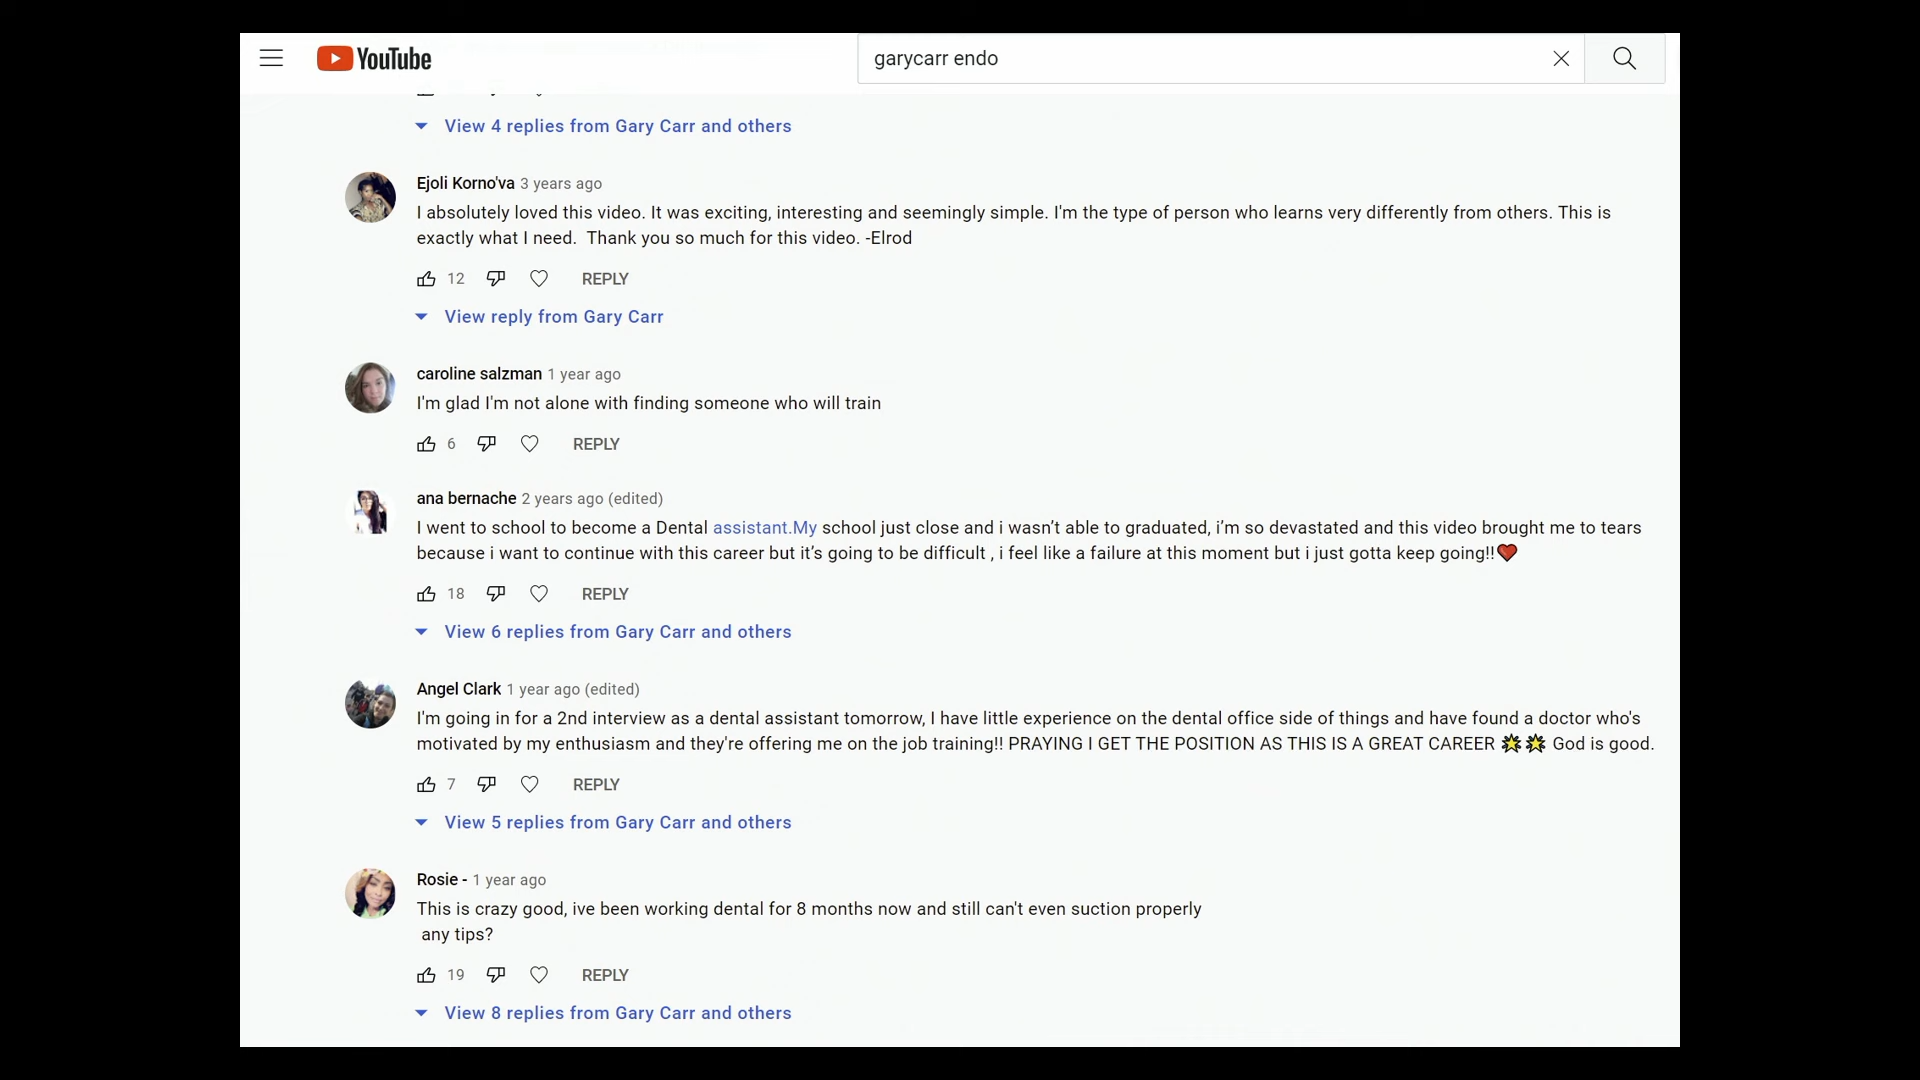 YouTube
garycarr endo
View 4 replies from Gary Carr and others
Ejoli Korno'va 3 years ago
I absolutely loved this video. It was exciting, interesting and seemingly simple. I'm the type of person who learns very differently from others. This is
exactly what I need.  Thank you so much for this video. -Elrod
12 REPLY
View reply from Gary Carr
caroline salzman 1 year ago
I'm glad I'm not alone with finding someone who will train
6 REPLY
ana bernache 2 years ago (edited)
I went to school to become a Dental assistant.My school just close and i wasn’t able to graduated, i’m so devastated and this video brought me to tears
because i want to continue with this career but it’s going to be difficult , i feel like a failure at this moment but i just gotta keep going!!❤️
18 REPLY
View 6 replies from Gary Carr and others
Angel Clark 1 year ago (edited)
I'm going in for a 2nd interview as a dental assistant tomorrow, I have little experience on the dental office side of things and have found a doctor who's
motivated by my enthusiasm and they're offering me on the job training!! PRAYING I GET THE POSITION AS THIS IS A GREAT CAREER 🌟🌟 God is good.
7 REPLY
View 5 replies from Gary Carr and others
Rosie - 1 year ago
This is crazy good, ive been working dental for 8 months now and still can't even suction properly
any tips?
19 REPLY
View 8 replies from Gary Carr and others